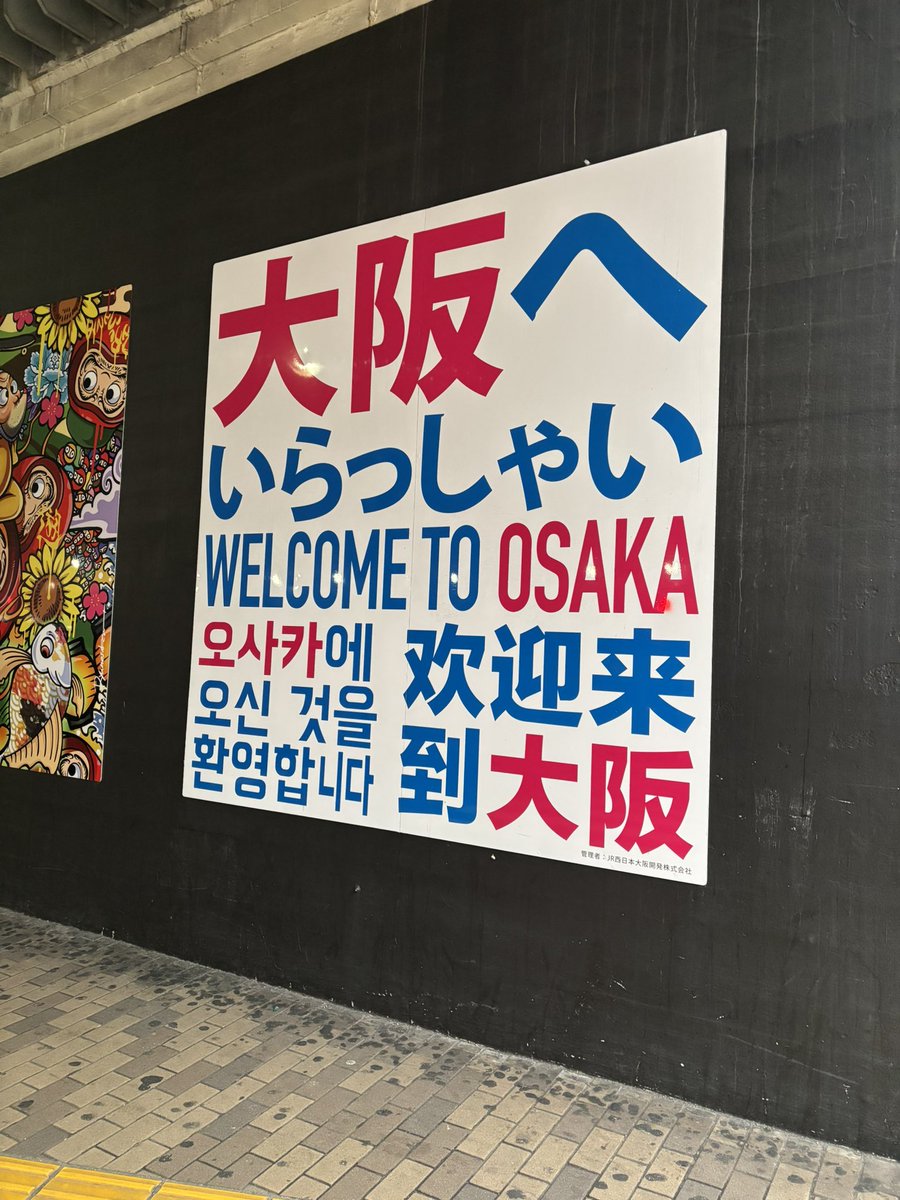 大阪へ
いらっしゃい
WELCOME TO OSAKA
오사카에
오신 것을
환영합니다
欢迎来
到大阪
管理者：JR西日本大阪開発株式会社